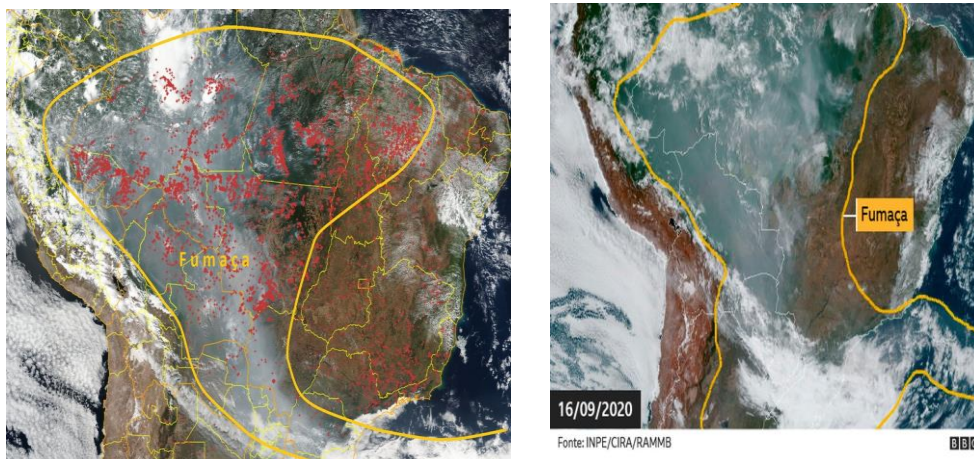 Fumaça
Fumaça
16/09/2020
Fonte: INPE/CIRA/RAMMB
BBC